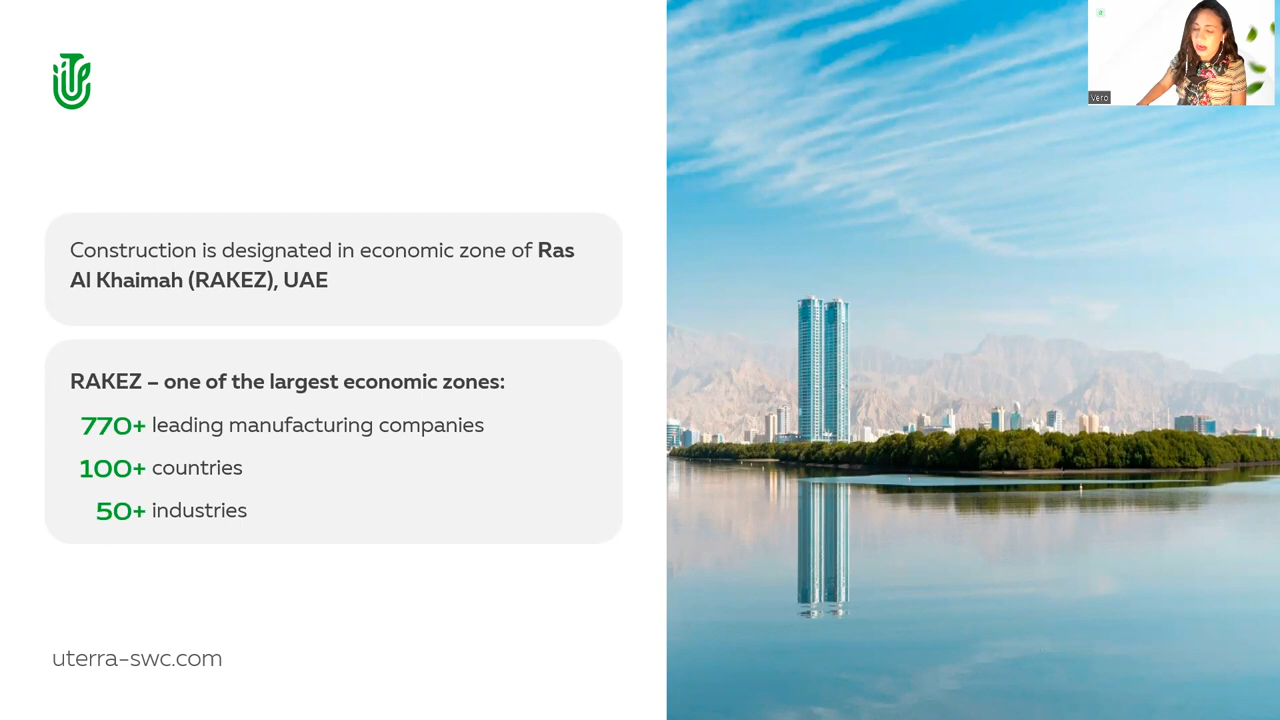 Construction is designated in economic zone of Ras
Al Khaimah (RAKEZ), UAE
RAKEZ – one of the largest economic zones:
770+ leading manufacturing companies
100+ countries
50+ industries
uterra-swc.com
Vero